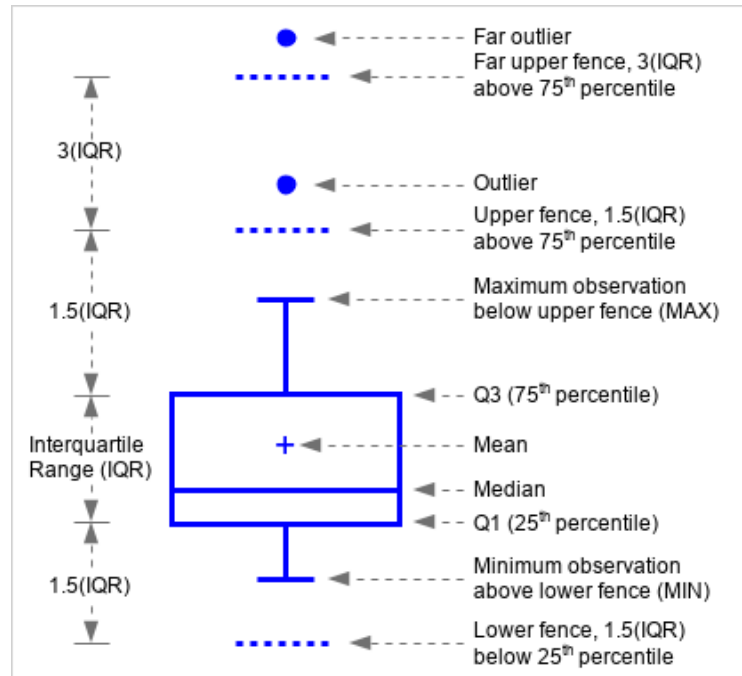 Far outlier
Far upper fence, 3(IQR)
above 75th percentile
3(IQR)
Outlier
Upper fence, 1.5(IQR)
above 75th percentile
Maximum observation
below upper fence (MAX)
1.5(IQR)
Q3 (75th percentile)
Interquartile
Range (IQR)
Mean
Median
Q1 (25th percentile)
Minimum observation
above lower fence (MIN)
1.5(IQR)
Lower fence, 1.5(IQR)
below 25th percentile